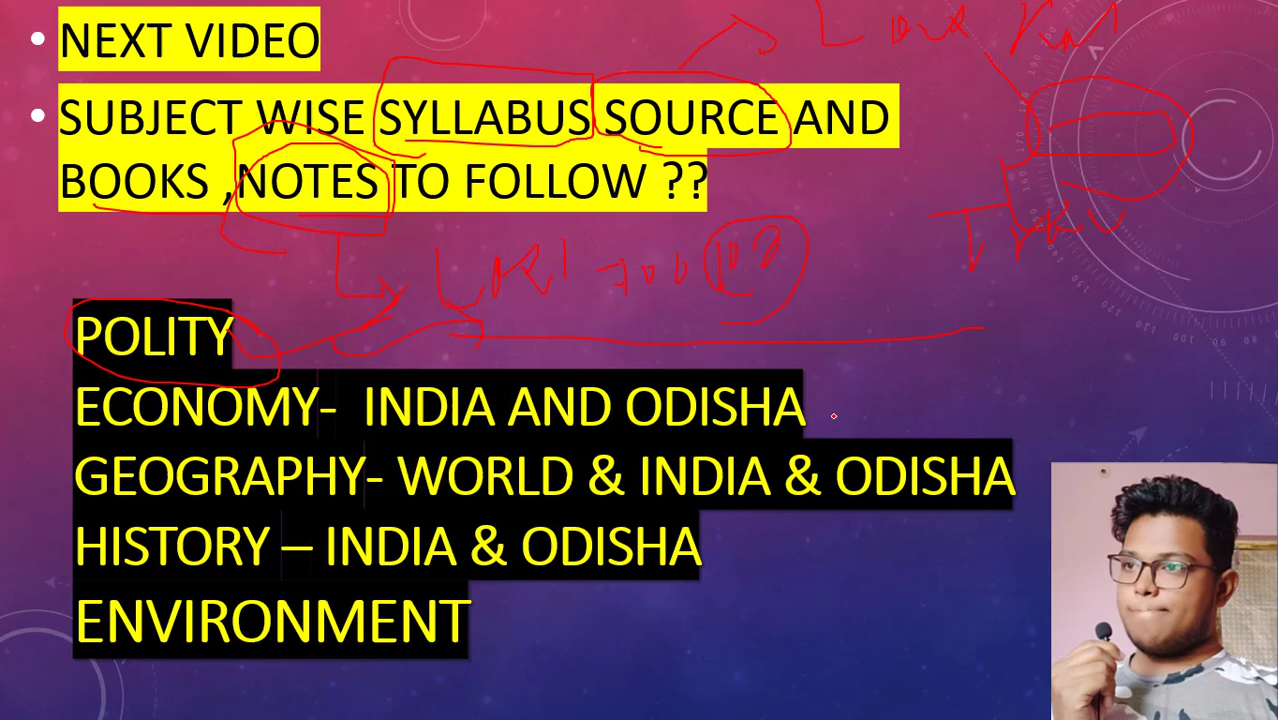 NEXT VIDEO
SUBJECT WISE SYLLABUS SOURCE AND
BOOKS ,NOTES TO FOLLOW ??
POLITY
ECONOMY- INDIA AND ODISHA
GEOGRAPHY- WORLD & INDIA & ODISHA
HISTORY – INDIA & ODISHA
ENVIRONMENT